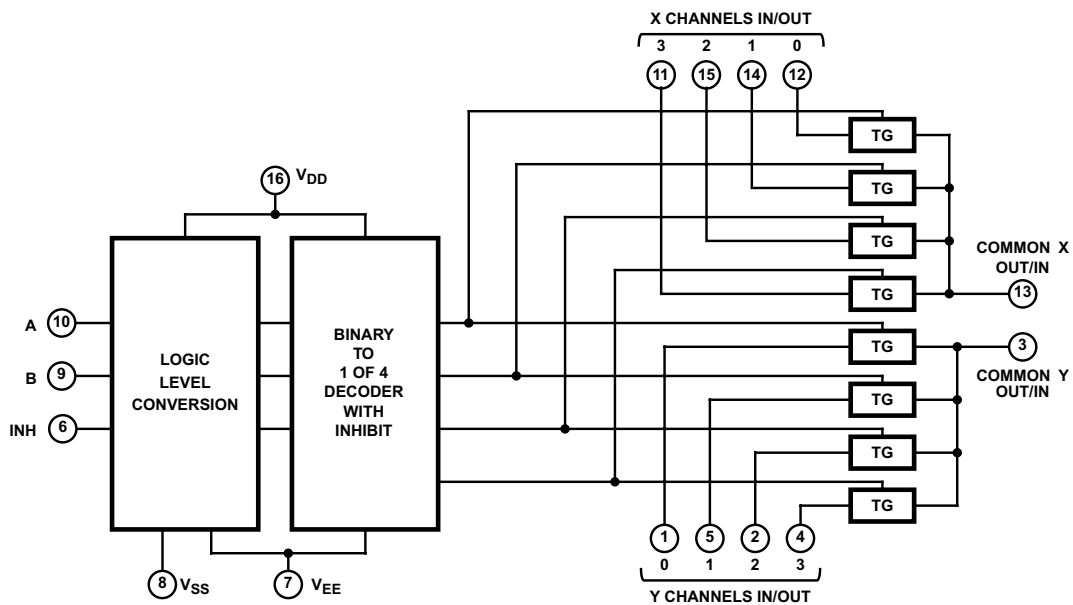 X CHANNELS IN/OUT
3 2 1 0
11 15 14 12
TG
16 VDD
TG
TG
COMMON X
OUT/IN
TG
13
A 10
LOGIC
LEVEL
CONVERSION
BINARY
TO
1 OF 4
DECODER
WITH
INHIBIT
TG
3
COMMON Y
OUT/IN
B 9
TG
INH 6
TG
TG
1 5 2 4
0 1 2 3
8 VSS
7 VEE
Y CHANNELS IN/OUT